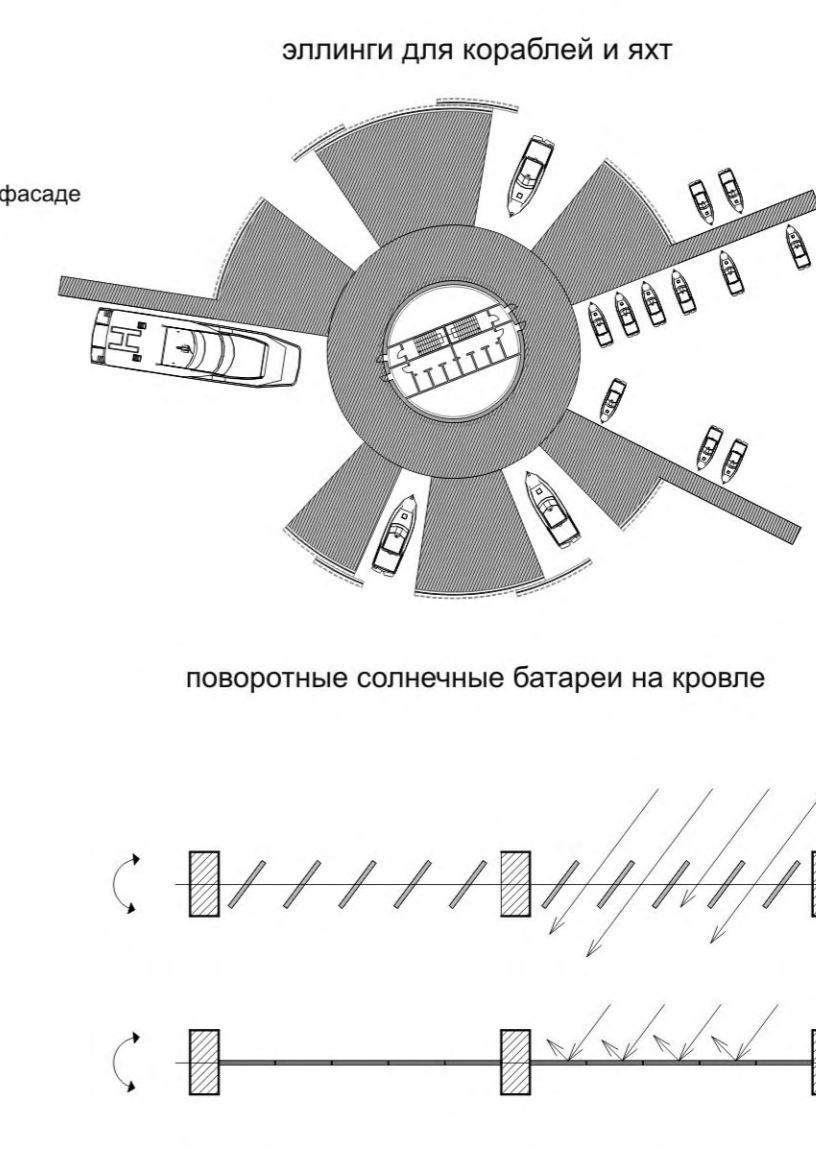 эллинги для кораблей и яхт
фасаде
поворотные солнечные батареи на кровле